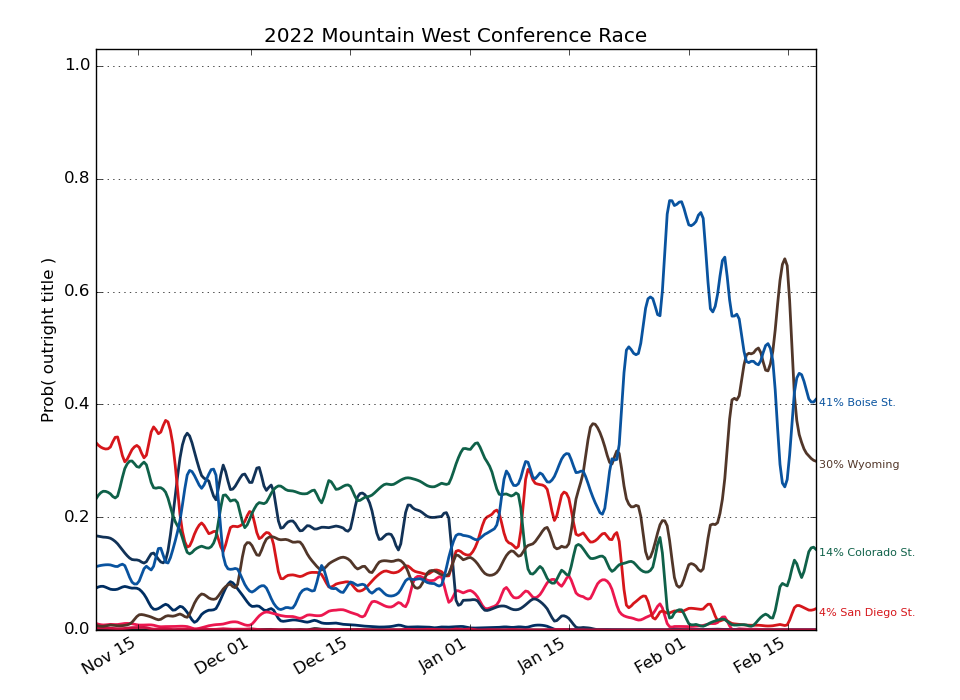 2022 Mountain West Conference Race
Prob( outright title )
1.0
0.8
0.6
0.4
0.2
0.0
41% Boise St.
30% Wyoming
14% Colorado St.
4% San Diego St.
Nov 15
Dec 01
Dec 15
Jan 01
Jan 15
Feb 01
Feb 15